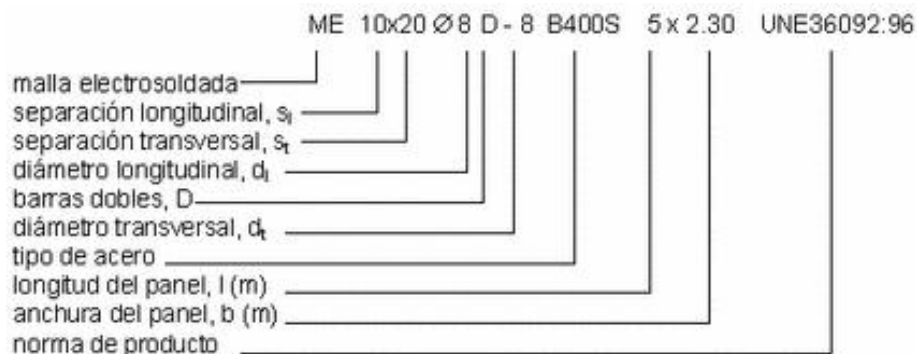 ME 10x20 Ø 8 D - 8 B400S 5 x 2.30 UNE36092:96
malla electrosoldada
separación longitudinal, sₗ
separación transversal, sₜ
diámetro longitudinal, dₗ
barras dobles, D
diámetro transversal, dₜ
tipo de acero
longitud del panel, l (m)
anchura del panel, b (m)
norma de producto